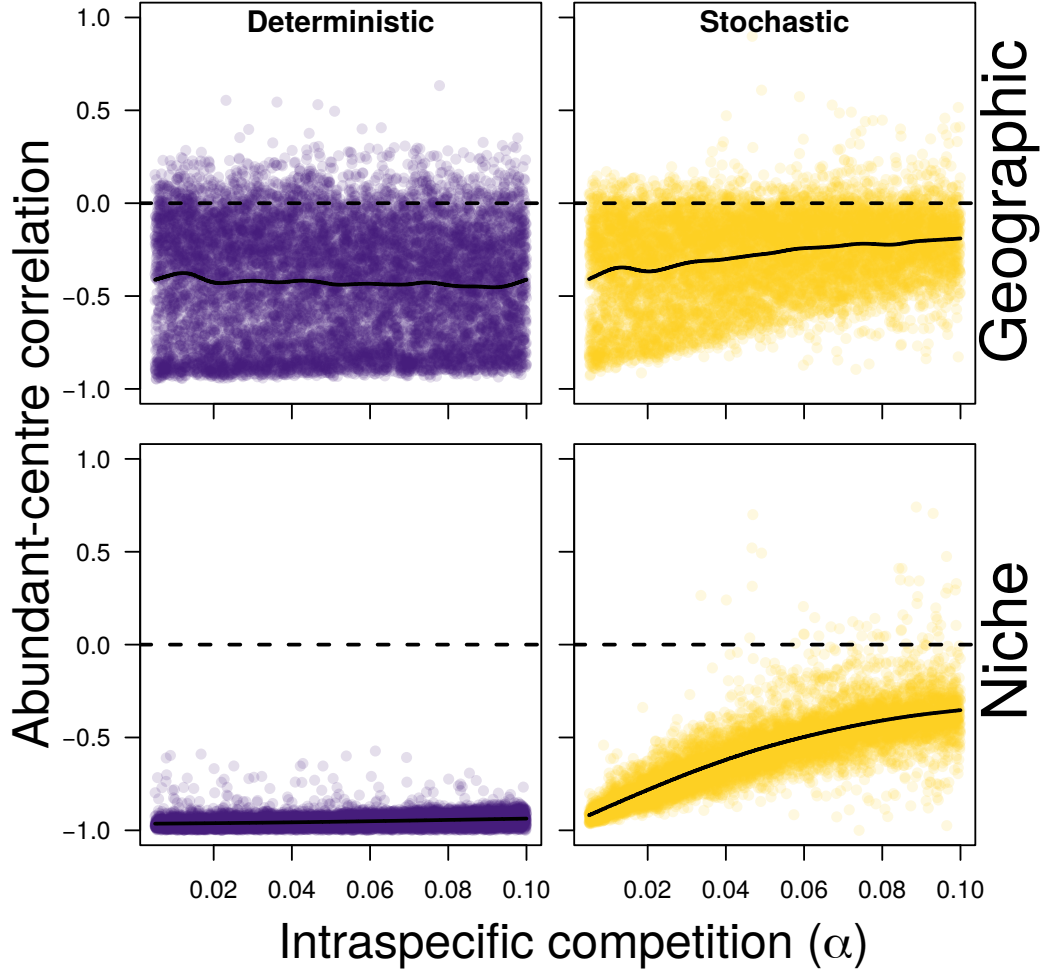 Deterministic
Stochastic
1.0
0.5
0.0
−0.5
−1.0
Geographic
Abundant−centre correlation
1.0
0.5
0.0
−0.5
−1.0
Niche
0.02 0.04 0.06 0.08 0.10
0.02 0.04 0.06 0.08 0.10
Intraspecific competition (α)